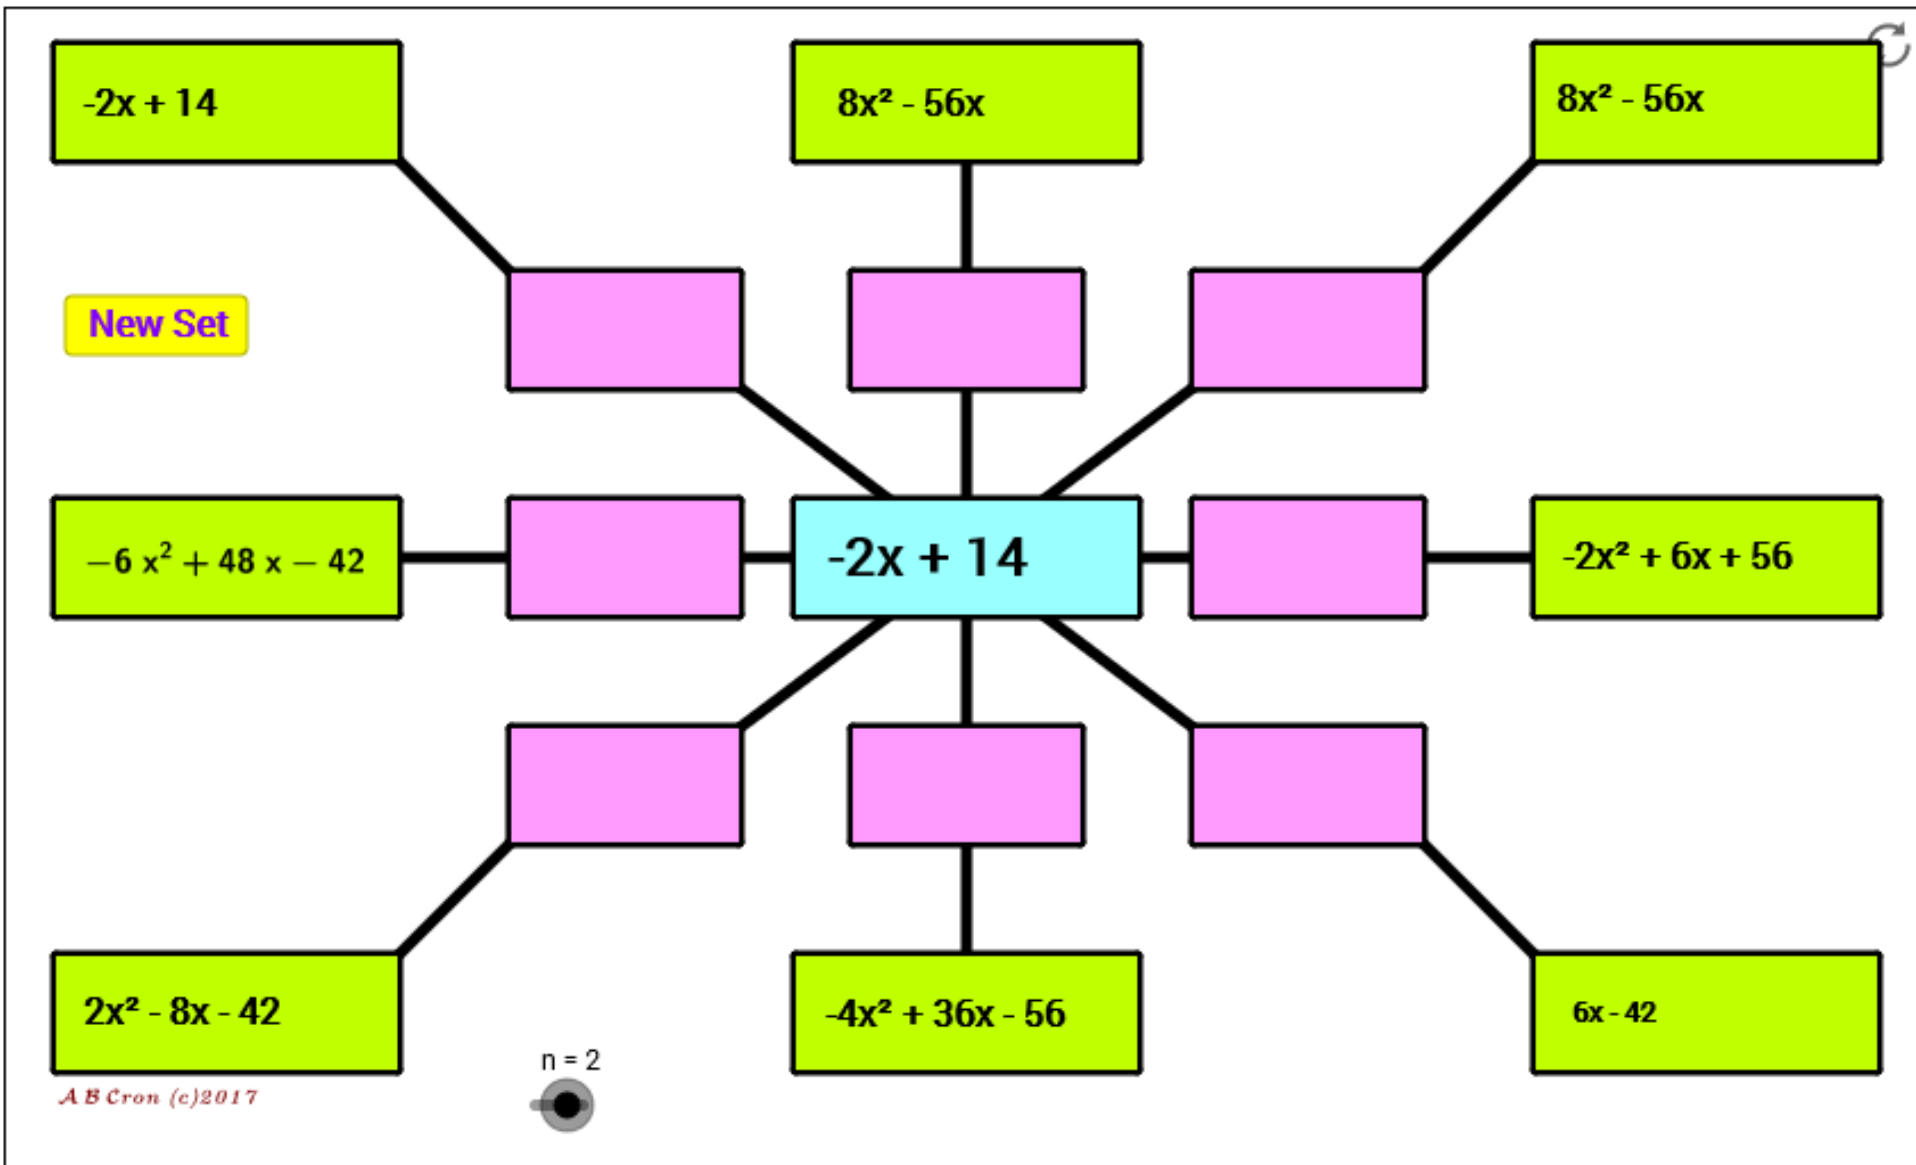 -2x + 14
8x² - 56x
8x² - 56x
New Set
−6 x² + 48 x − 42
-2x + 14
-2x² + 6x + 56
2x² - 8x - 42
-4x² + 36x - 56
6x - 42
n = 2
A B Cron (c)2017